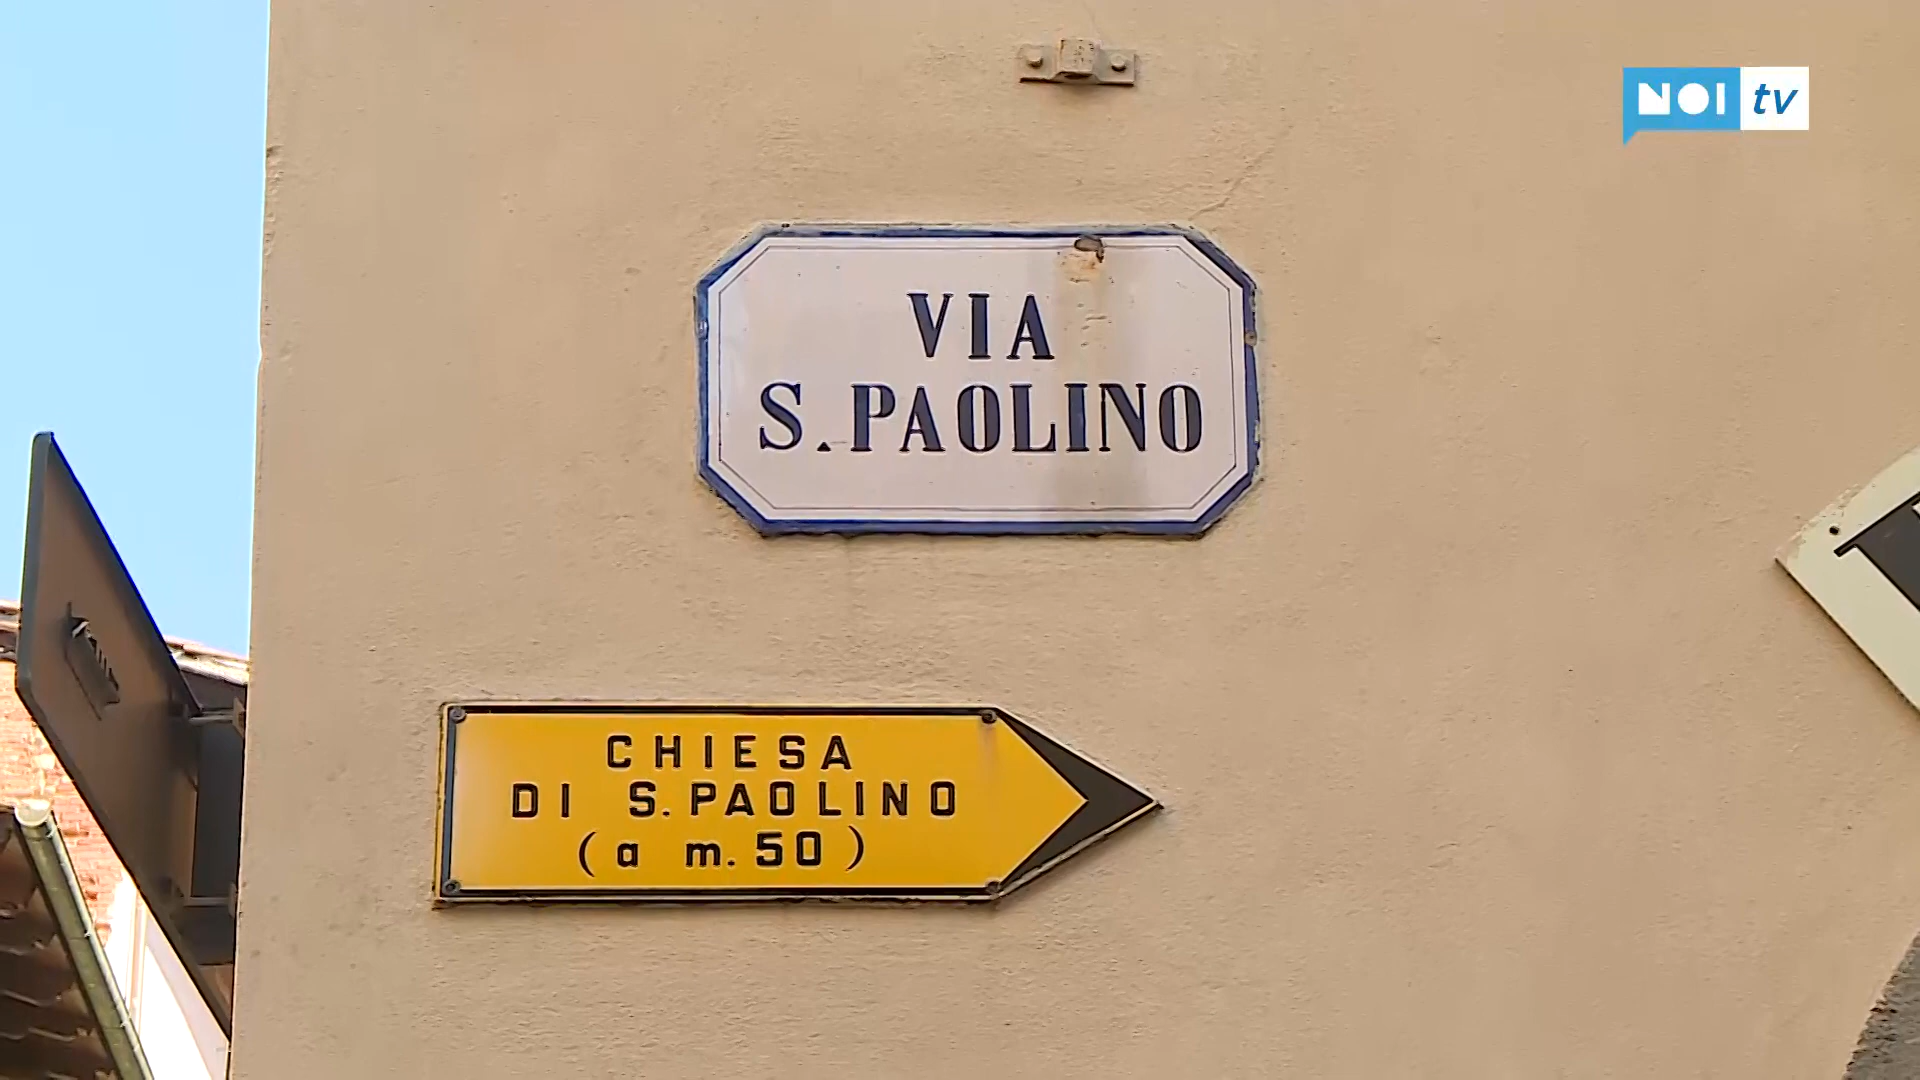 NOI tv
VIA
S. PAOLINO
CHIESA
DI S. PAOLINO
(a m. 50)